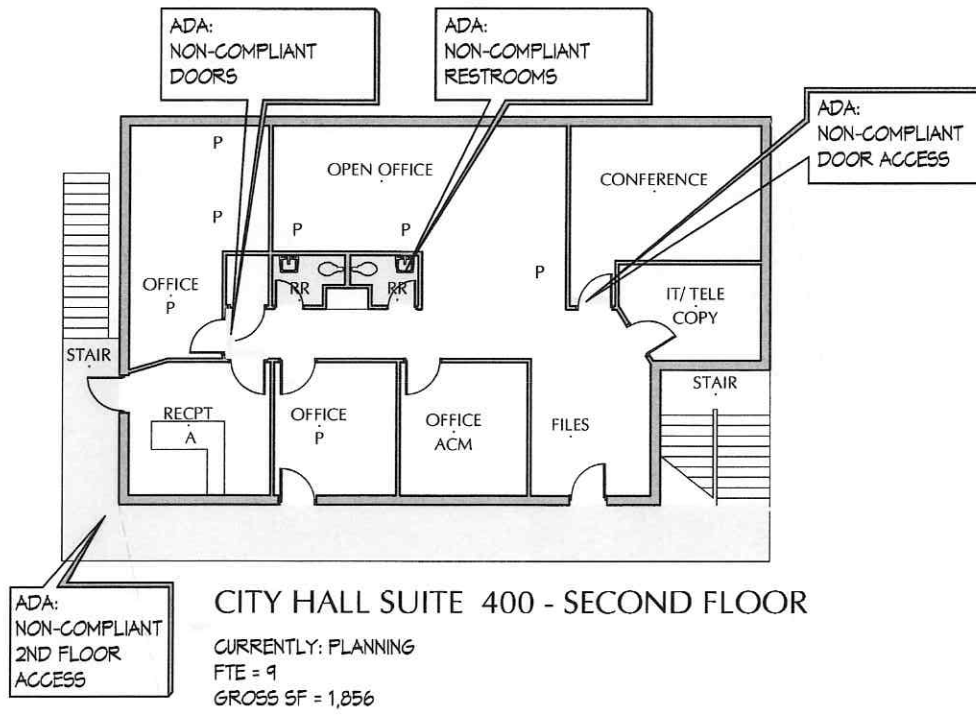 ADA:
NON-COMPLIANT
DOORS
ADA:
NON-COMPLIANT
RESTROOMS
ADA:
NON-COMPLIANT
DOOR ACCESS
P
OPEN OFFICE
CONFERENCE
P
P
P
P
OFFICE
P
RR
RR
IT/ TELE
COPY
STAIR
STAIR
RECPT
A
OFFICE
P
OFFICE
ACM
FILES
ADA:
NON-COMPLIANT
2ND FLOOR
ACCESS
CITY HALL SUITE 400 - SECOND FLOOR
CURRENTLY: PLANNING
FTE = 9
GROSS SF = 1,856